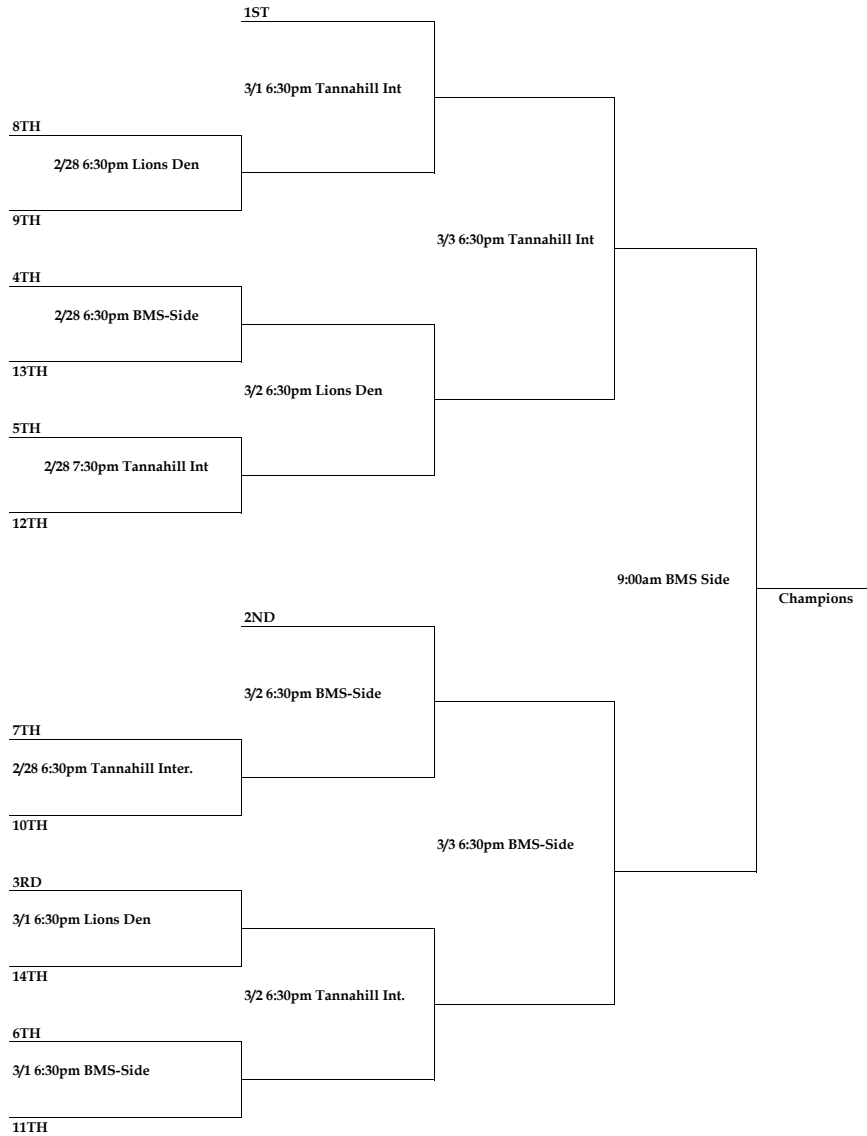 1ST
3/1 6:30pm Tannahill Int
8TH
2/28 6:30pm Lions Den
9TH
3/3 6:30pm Tannahill Int
4TH
2/28 6:30pm BMS-Side
13TH
3/2 6:30pm Lions Den
5TH
2/28 7:30pm Tannahill Int
12TH
9:00am BMS Side
Champions
2ND
3/2 6:30pm BMS-Side
7TH
2/28 6:30pm Tannahill Inter.
10TH
3/3 6:30pm BMS-Side
3RD
3/1 6:30pm Lions Den
14TH
3/2 6:30pm Tannahill Int.
6TH
3/1 6:30pm BMS-Side
11TH